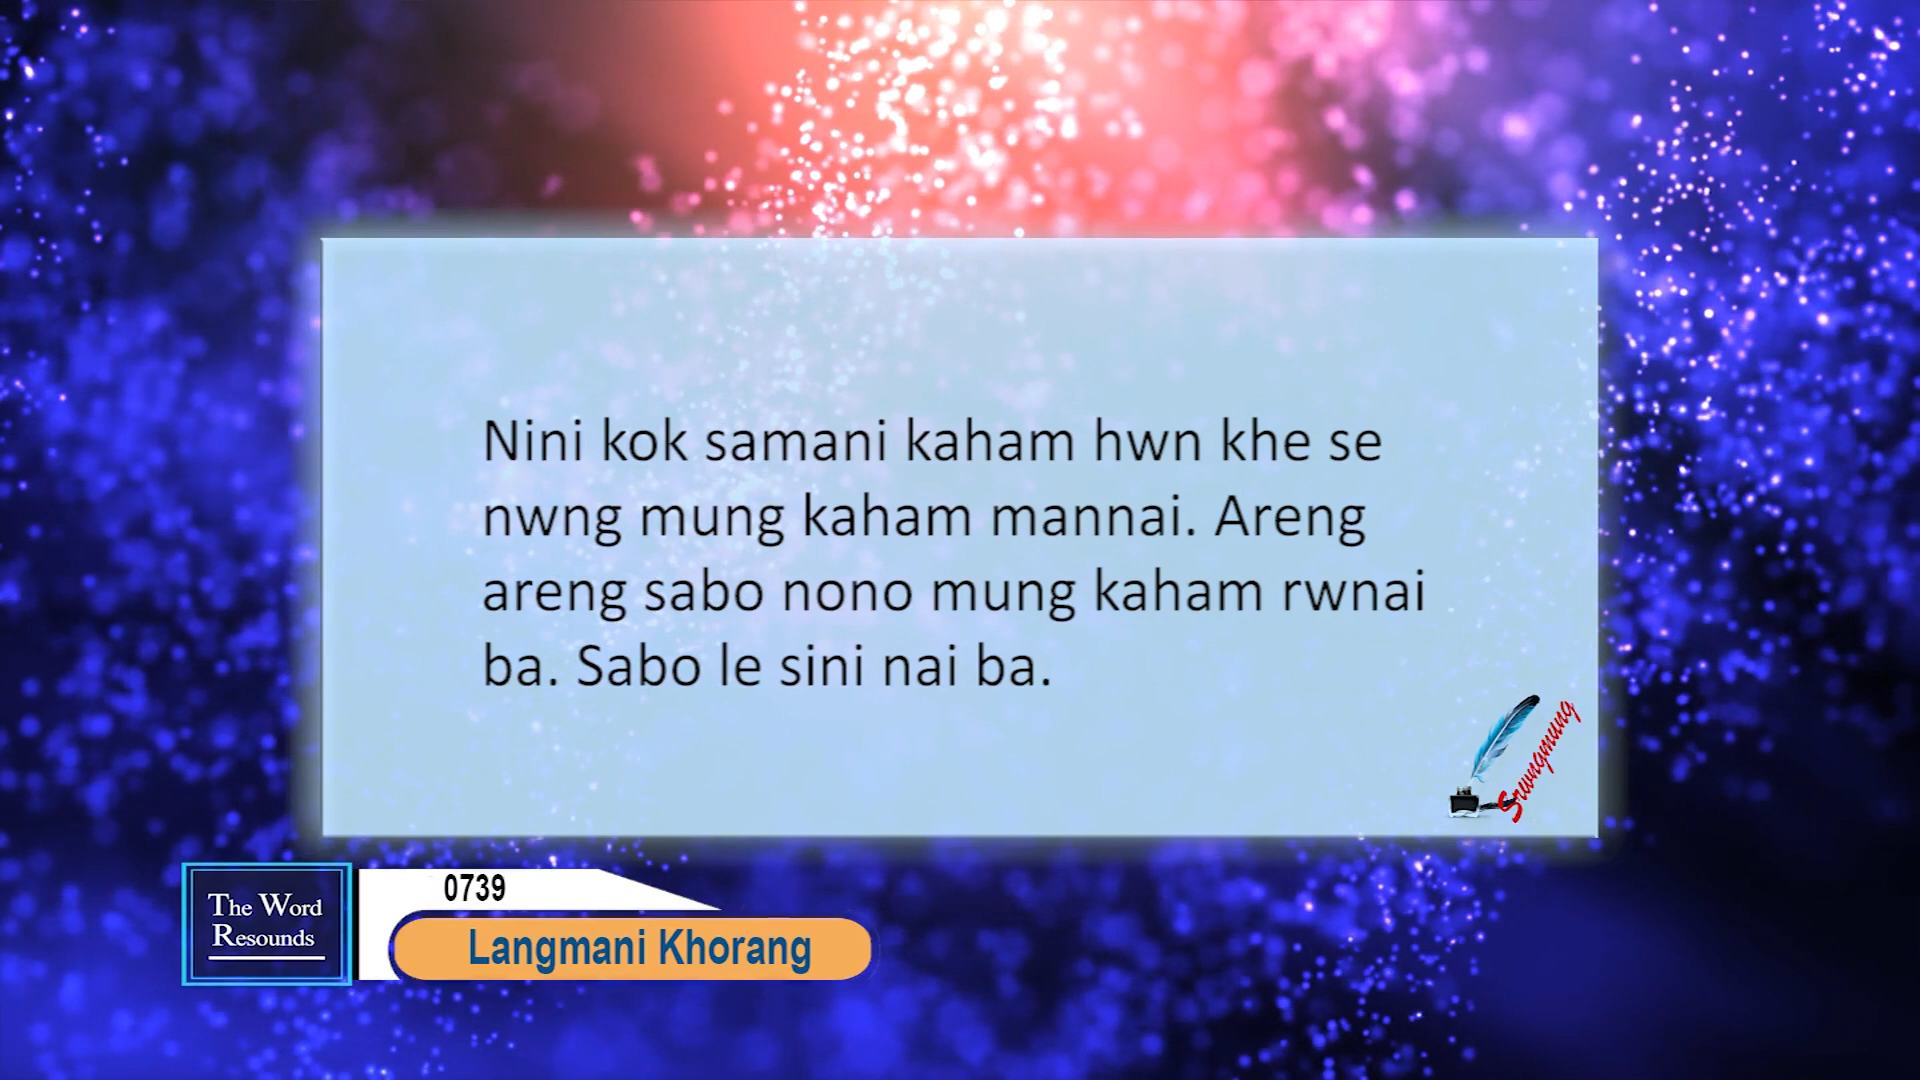 Nini kok samani kaham hwn khe se
nwng mung kaham mannai. Areng
areng sabo nono mung kaham rwnai
ba. Sabo le sini nai ba.
Srwngmung
The Word
Resounds
0739
Langmani Khorang